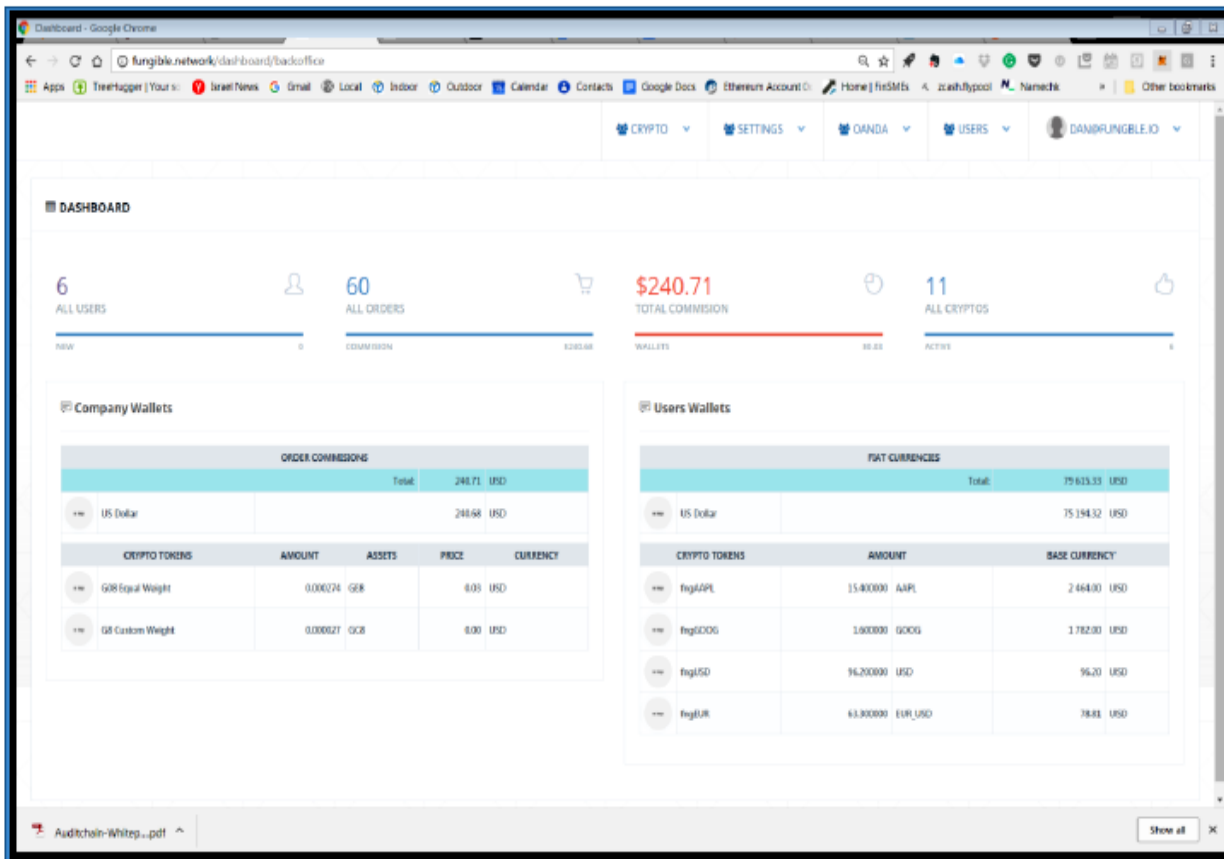 Dashboard - Google Chrome
fungible.network/dashboard/backoffice
Apps TreeHugger | Your s Israel News Gmail Local Indoor Outdoor Calendar Contacts Google Docs Ethereum Account D Home | FinSMEs zcash.flypool Namechk » Other bookmarks
CRYPTO SETTINGS OANDA USERS DAN@FUNGBLE.IO
DASHBOARD
6 60 $240.71 11
ALL USERS ALL ORDERS TOTAL COMMISION ALL CRYPTOS
NEW 0 COMMISION WALLETS ACTIVE 6
Company Wallets Users Wallets
ORDER COMMISIONS FIAT CURRENCIES
Total: 240.71 USD Total: 79 615.33 USD
US Dollar 240.68 USD US Dollar 75 194.32 USD
CRYPTO TOKENS AMOUNT ASSETS PRICE CURRENCY CRYPTO TOKENS AMOUNT BASE CURRENCY
G08 Equal Weight 0.000274 GE8 0.03 USD fngAAPL 15.400000 AAPL 2 464.00 USD
G8 Custom Weight 0.000027 GC8 0.00 USD fngGOOG 1.600000 GOOG 1 782.00 USD
fngUSD 96.200000 USD 96.20 USD
fngEUR 63.300000 EUR_USD 78.81 USD
Auditchain-Whitep....pdf Show all